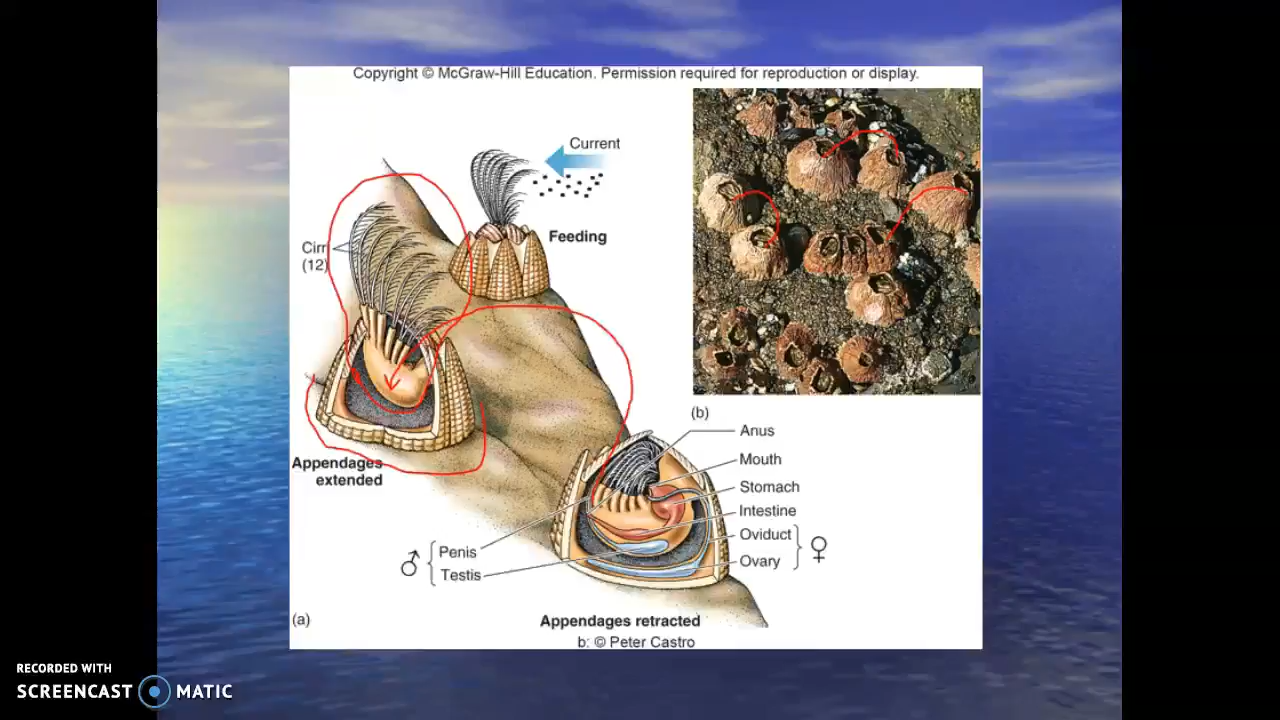 Copyright © McGraw-Hill Education. Permission required for reproduction or display.
Current
Feeding
Cirri
(12)
Appendages
extended
(b)
Anus
Mouth
Stomach
Intestine
Oviduct
Ovary
♀
♂
Penis
Testis
(a)
Appendages retracted
b: © Peter Castro
RECORDED WITH
SCREENCAST MATIC